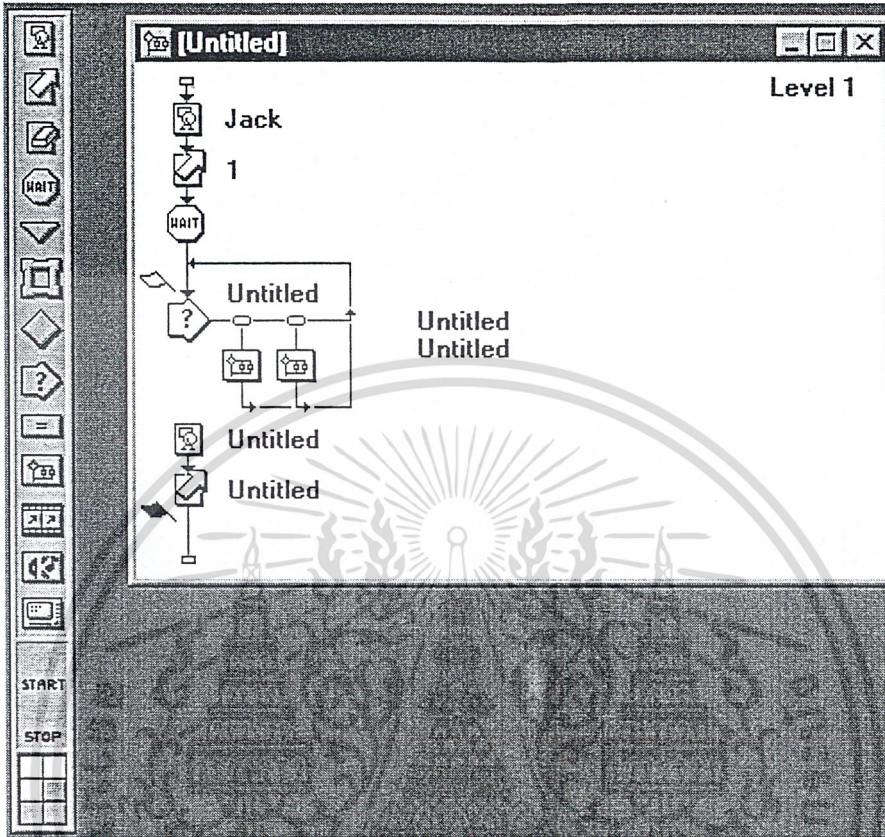 [Untitled]
Level 1
Jack
1
WAIT
WAIT
Untitled
?
Untitled
Untitled
?
=
Untitled
Untitled
START
STOP